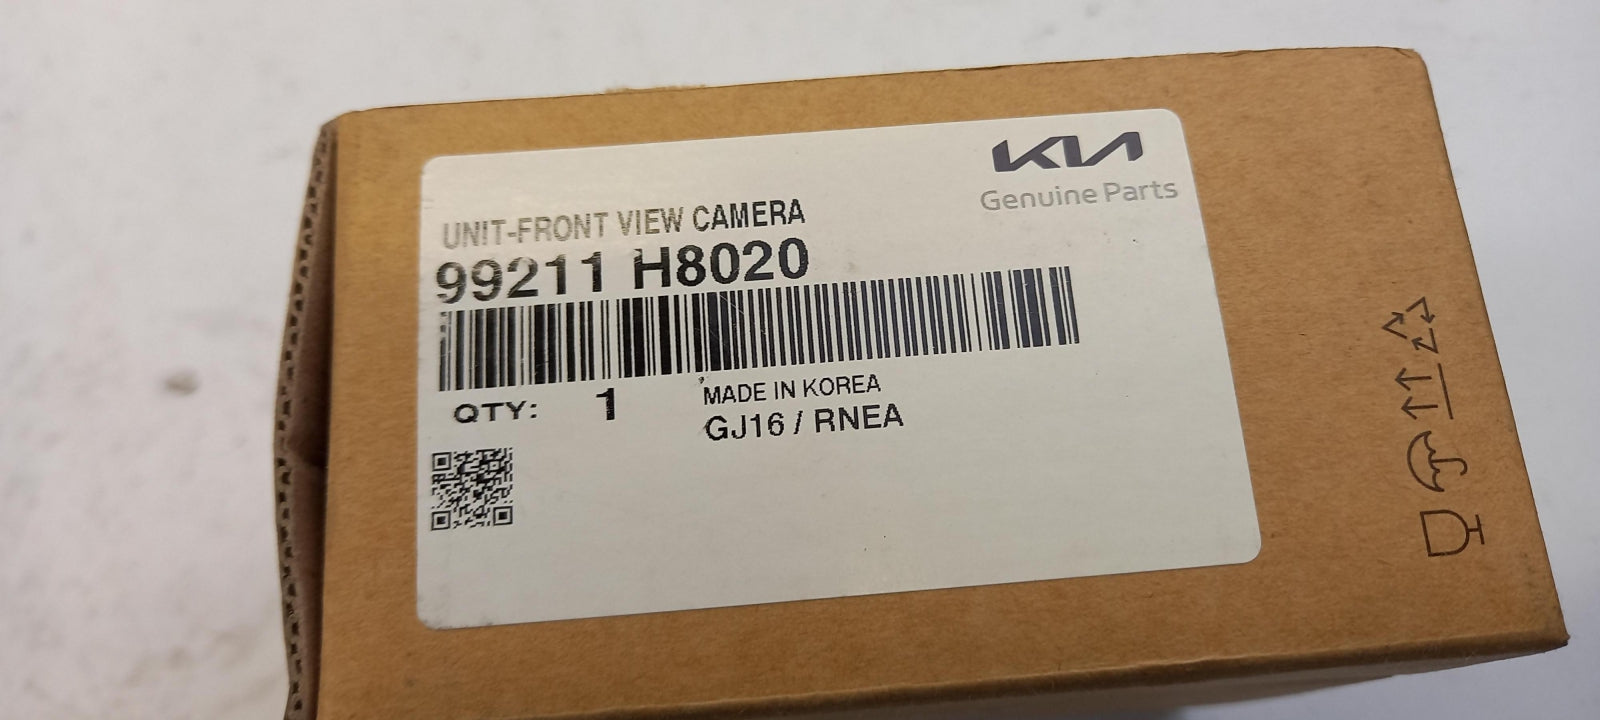 KIA
Genuine Parts
UNIT-FRONT VIEW CAMERA
99211 H8020
QTY: 1
MADE IN KOREA
GJ16 / RNEA